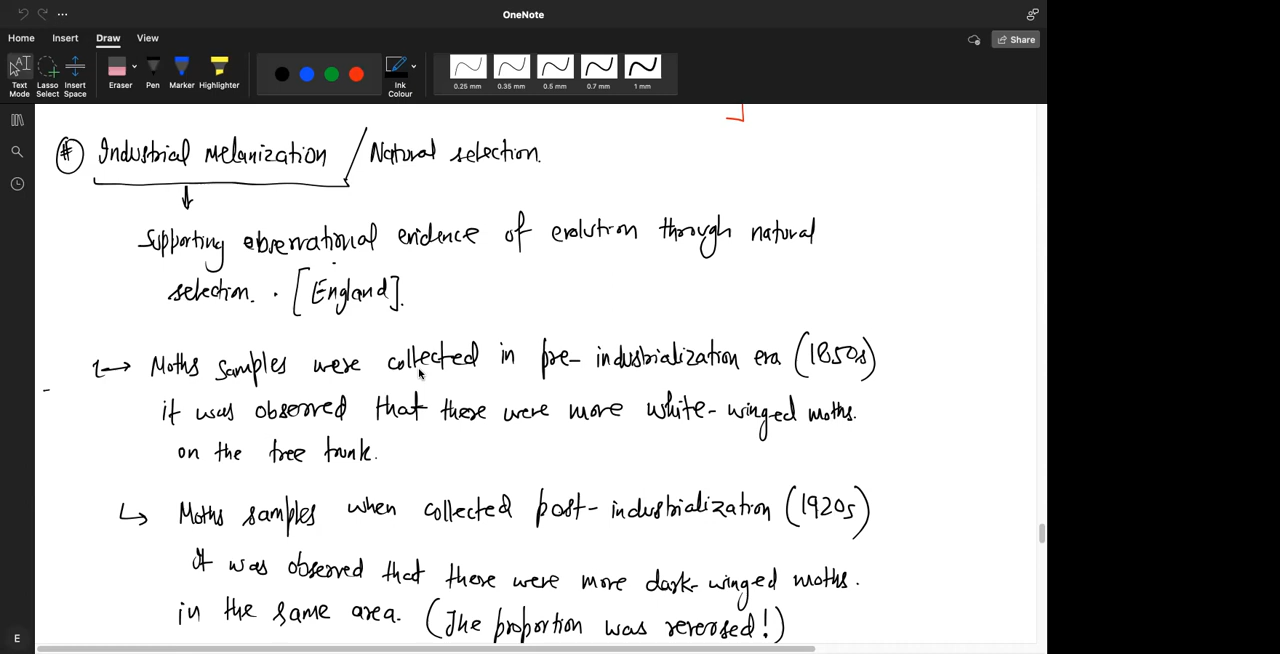 OneNote
Home Insert Draw View
Share
Text Mode Lasso Select Insert Space Eraser Pen Marker Highlighter Ink Colour 0.25 mm 0.35 mm 0.5 mm 0.7 mm 1 mm
# Industrial Melanization / Natural selection.
Supporting observational evidence of evolution through natural
selection. . [England].
Moths samples were collected in pre-industrialization era (1850s)
it was observed that there were more white-winged moths.
on the tree trunk.
Moths samples when collected post-industrialization (1920s)
It was observed that there were more dark-winged moths.
in the same area. (The proportion was reversed!)
E